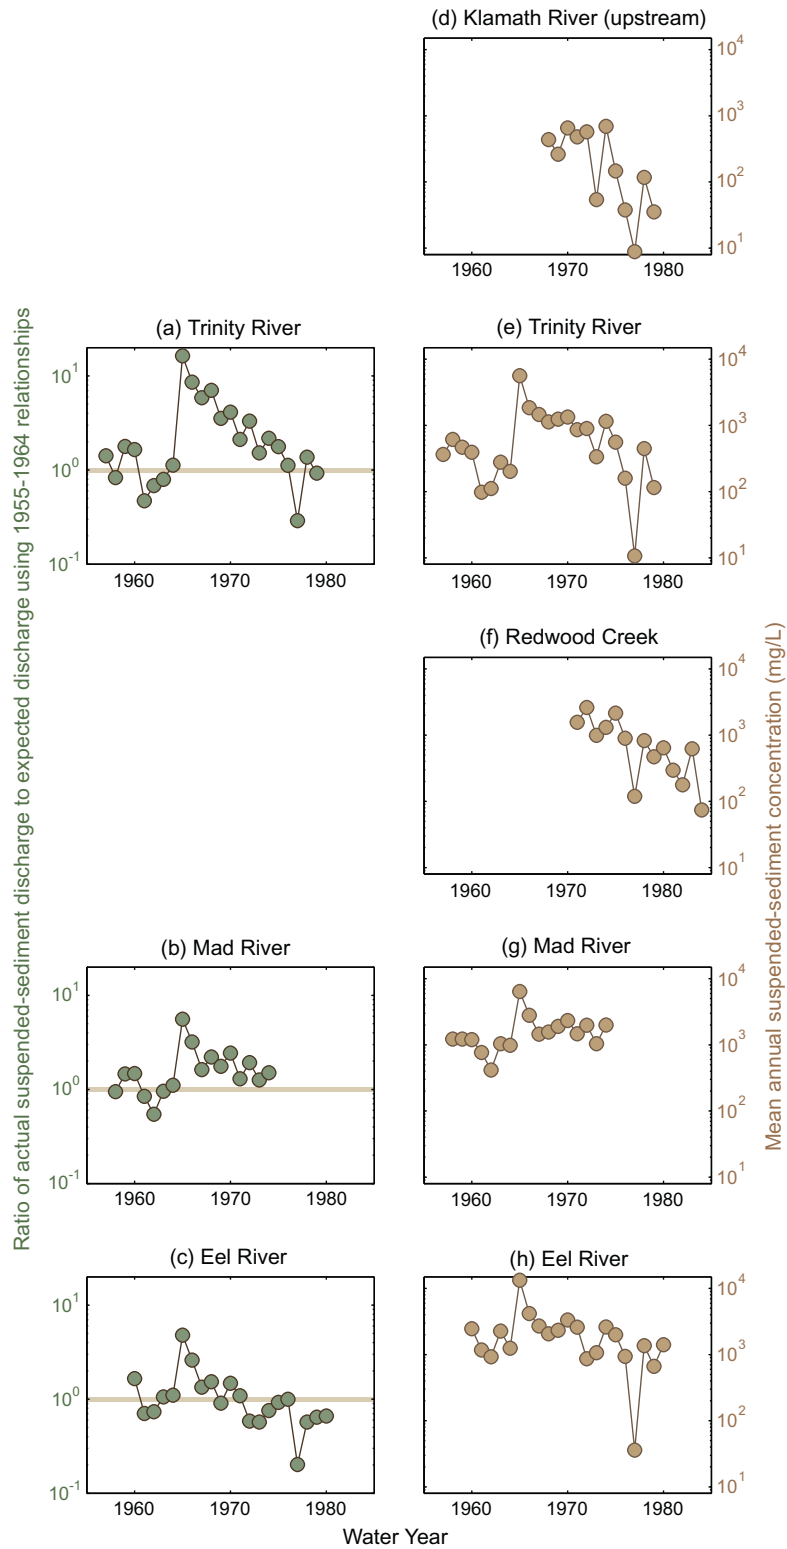 (d) Klamath River (upstream)
10^4
10^3
10^2
10^1
1960 1970 1980
(a) Trinity River
10^1
10^0
10^-1
1960 1970 1980
(e) Trinity River
10^4
10^3
10^2
10^1
1960 1970 1980
(f) Redwood Creek
10^4
10^3
10^2
10^1
1960 1970 1980
(b) Mad River
10^1
10^0
10^-1
1960 1970 1980
(g) Mad River
10^4
10^3
10^2
10^1
1960 1970 1980
(c) Eel River
10^1
10^0
10^-1
1960 1970 1980
(h) Eel River
10^4
10^3
10^2
10^1
1960 1970 1980
Water Year
Ratio of actual suspended-sediment discharge to expected discharge using 1955-1964 relationships
Mean annual suspended-sediment concentration (mg/L)